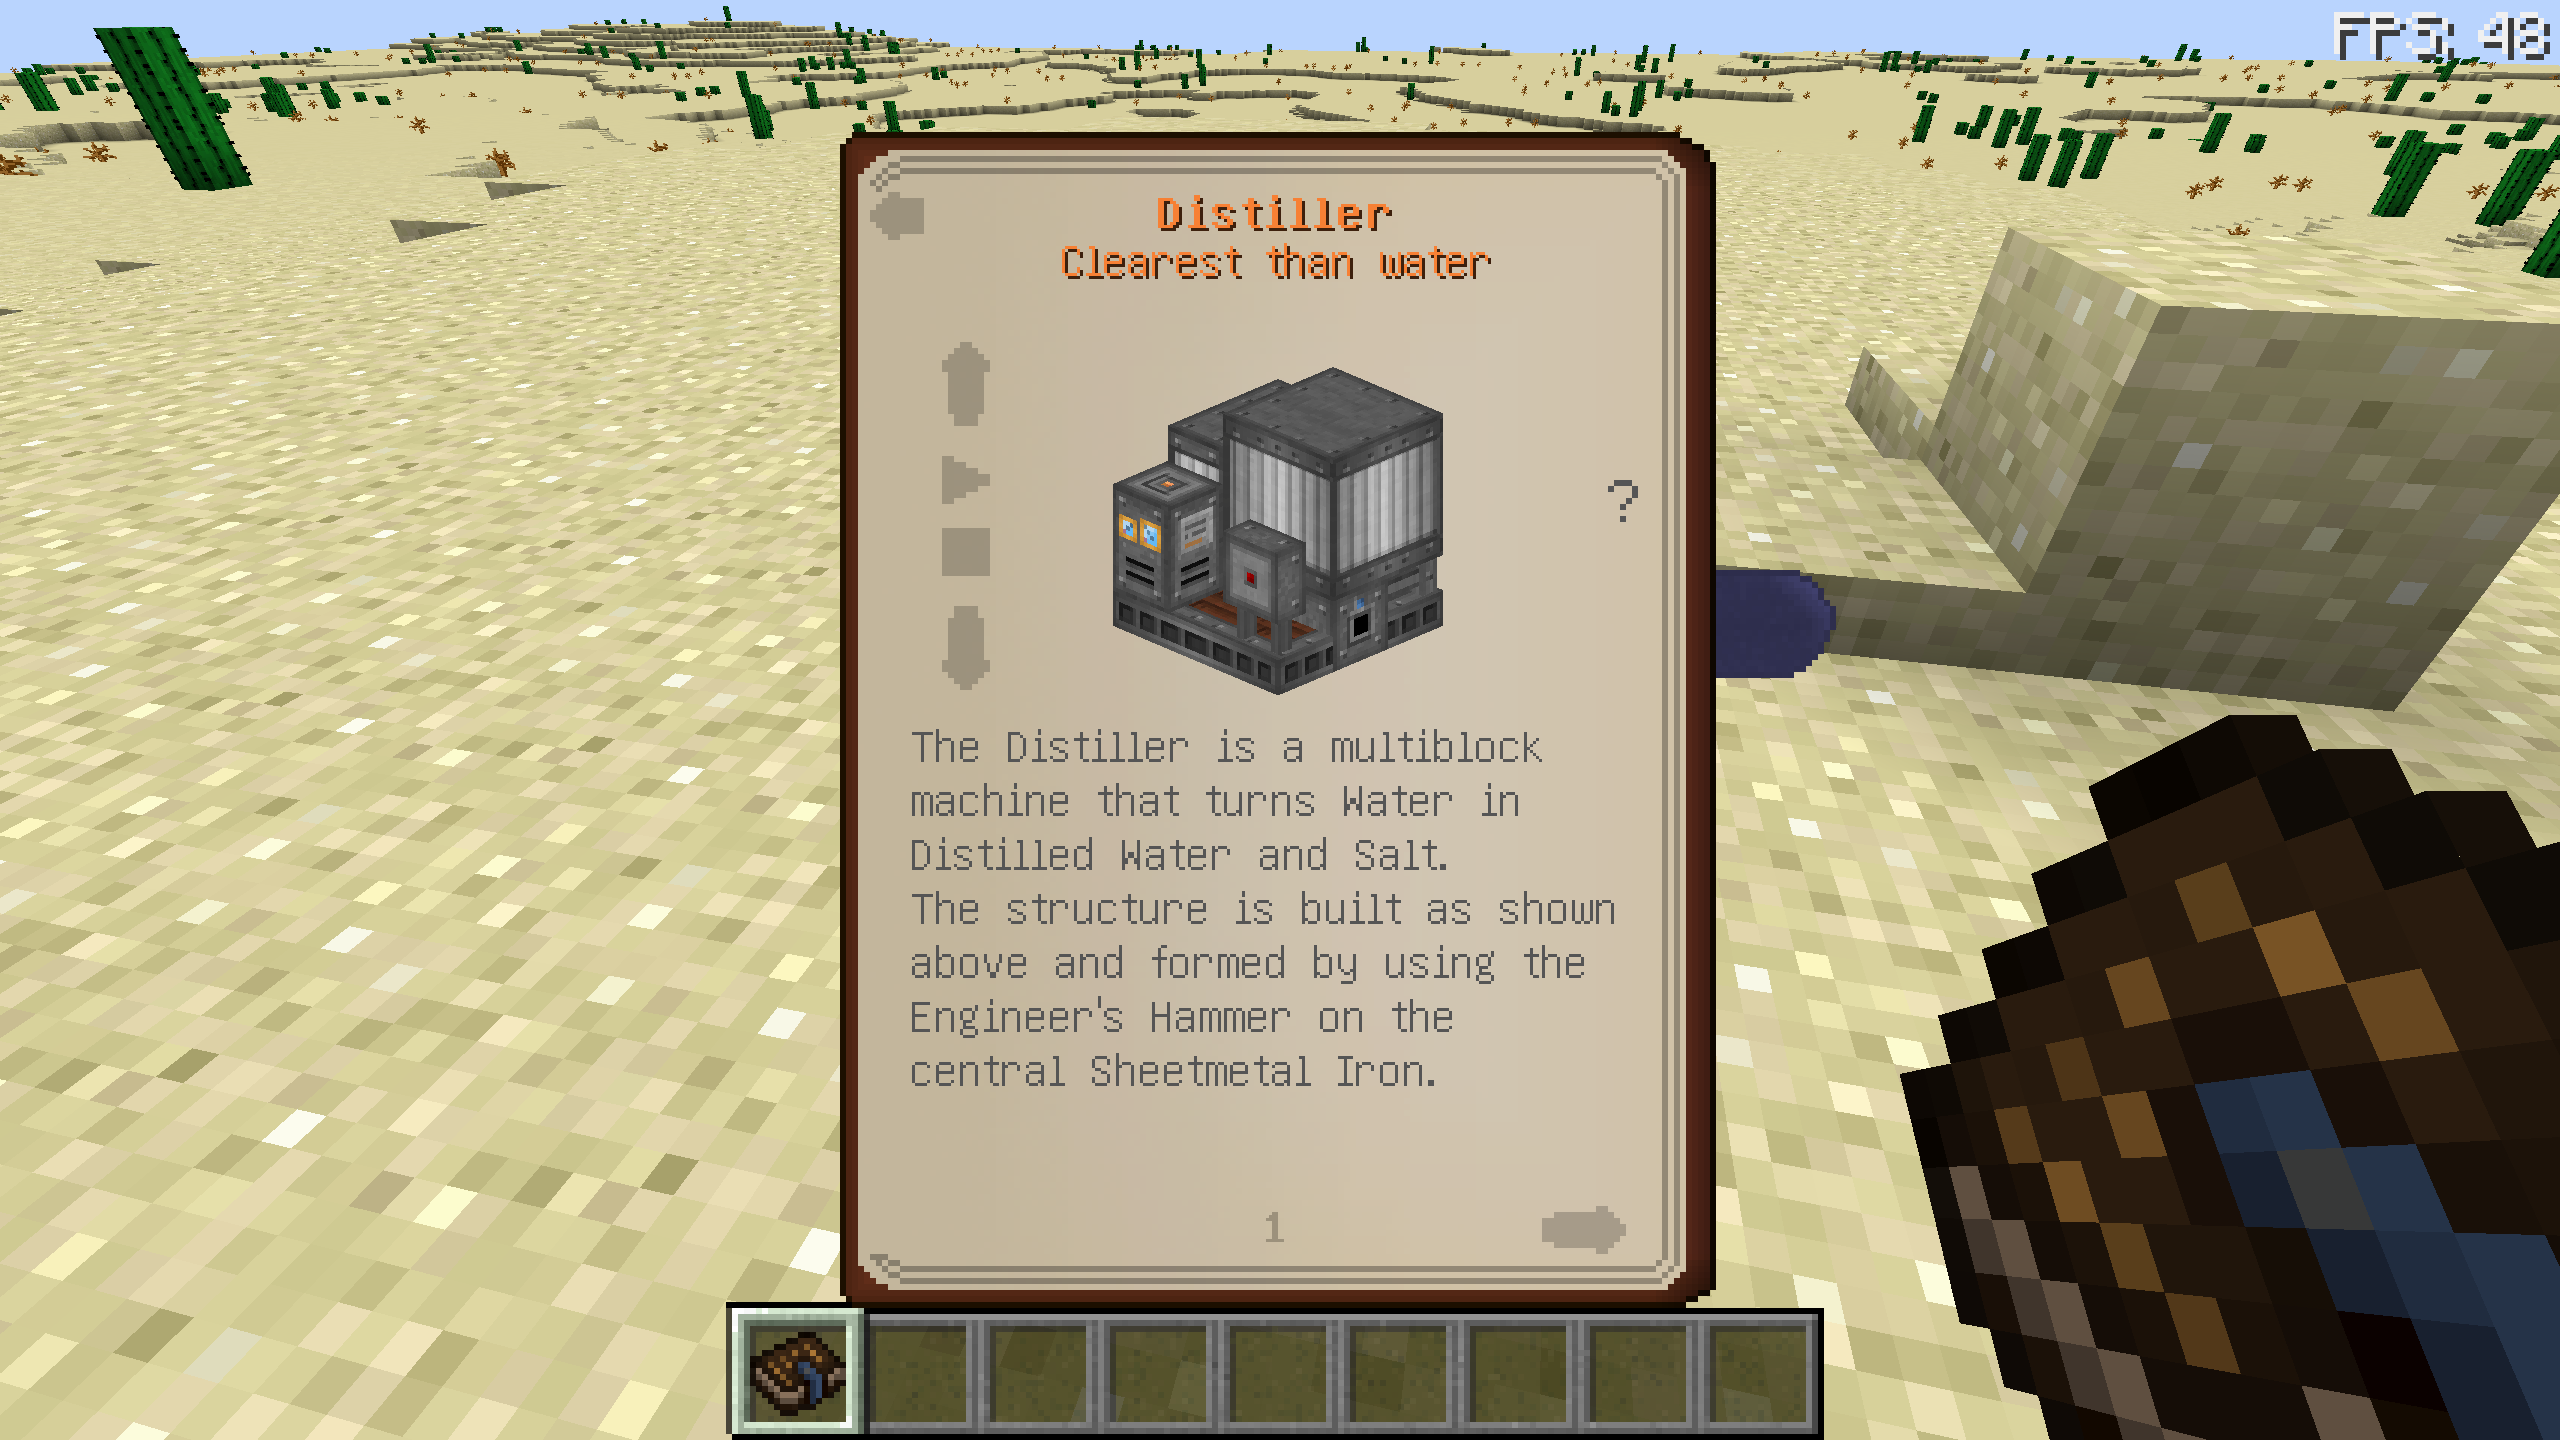 FPS: 48
Distiller
Clearest than water
?
The Distiller is a multiblock
machine that turns Water in
Distilled Water and Salt.
The structure is built as shown
above and formed by using the
Engineer's Hammer on the
central Sheetmetal Iron.
1